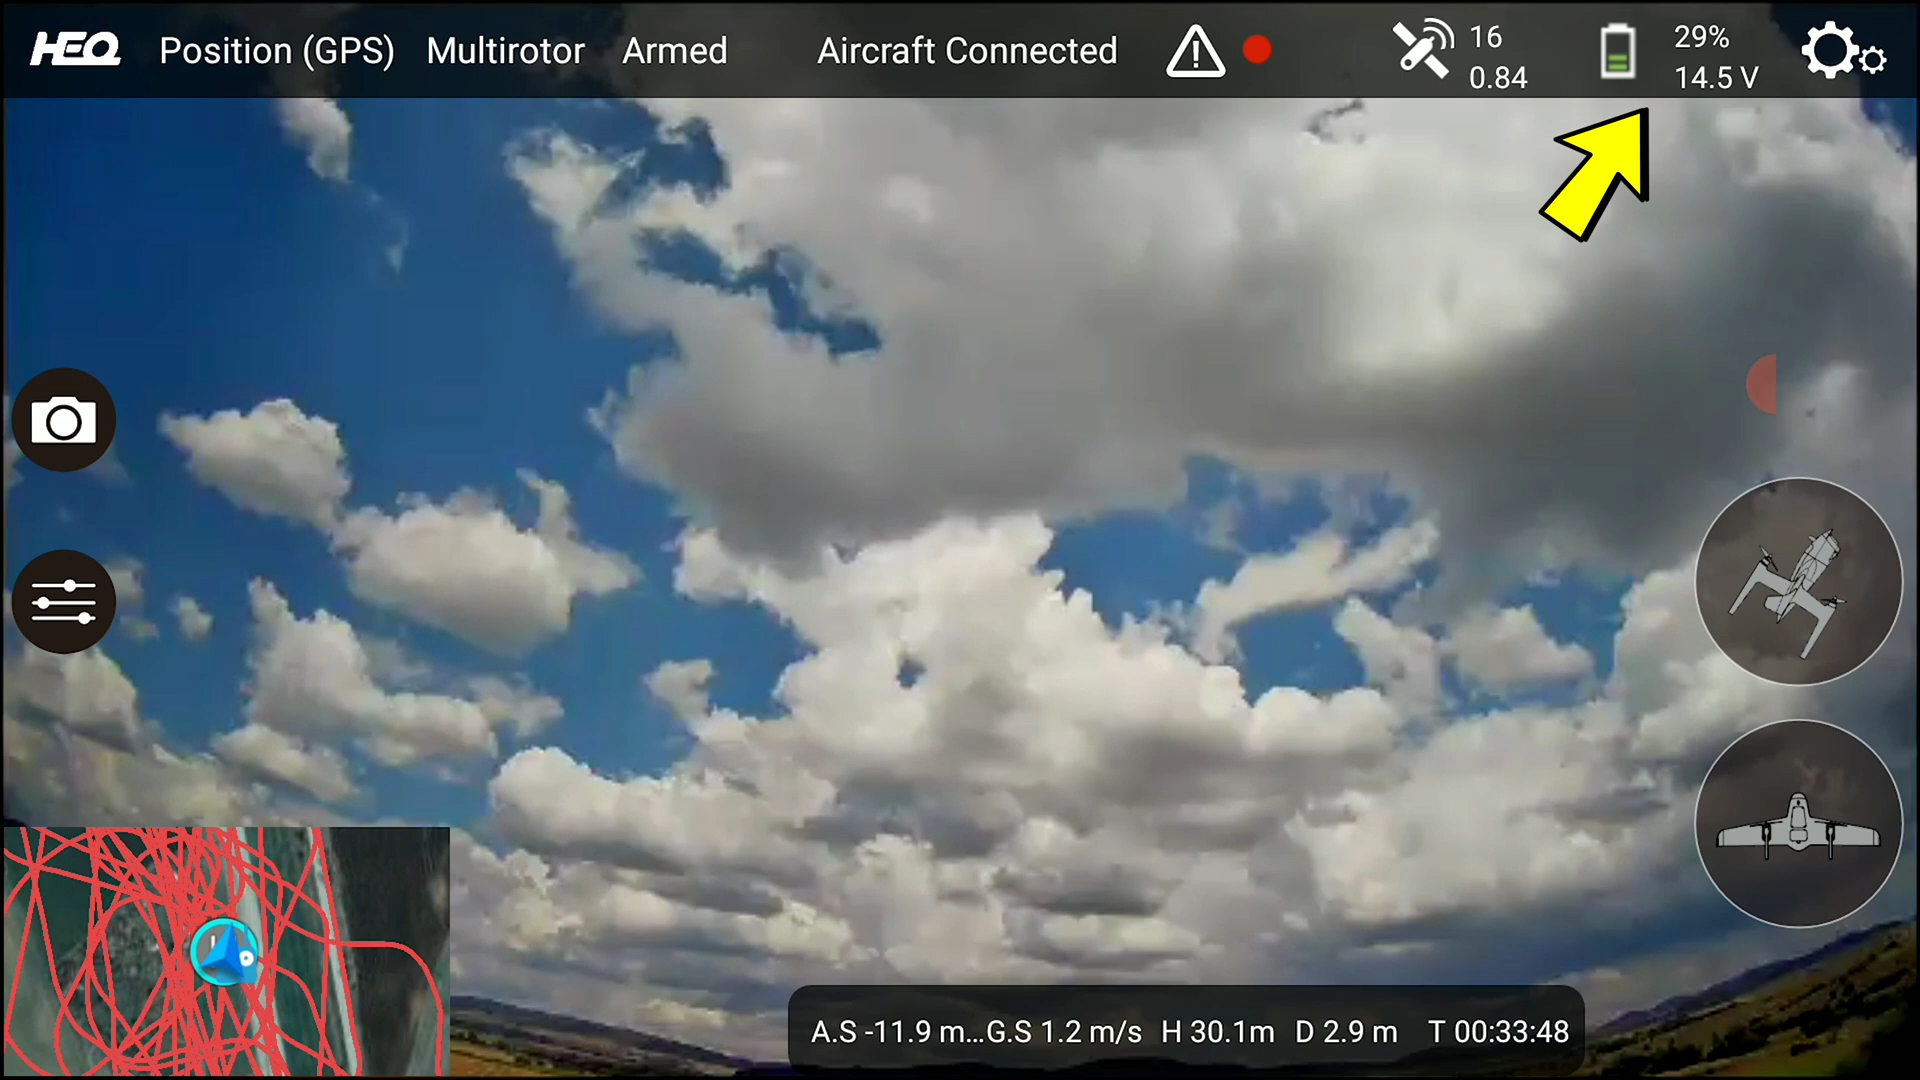 HEQ Position (GPS) Multirotor Armed Aircraft Connected 16 29%
0.84 14.5 V
A.S -11.9 m...G.S 1.2 m/s H 30.1m D 2.9 m T 00:33:48